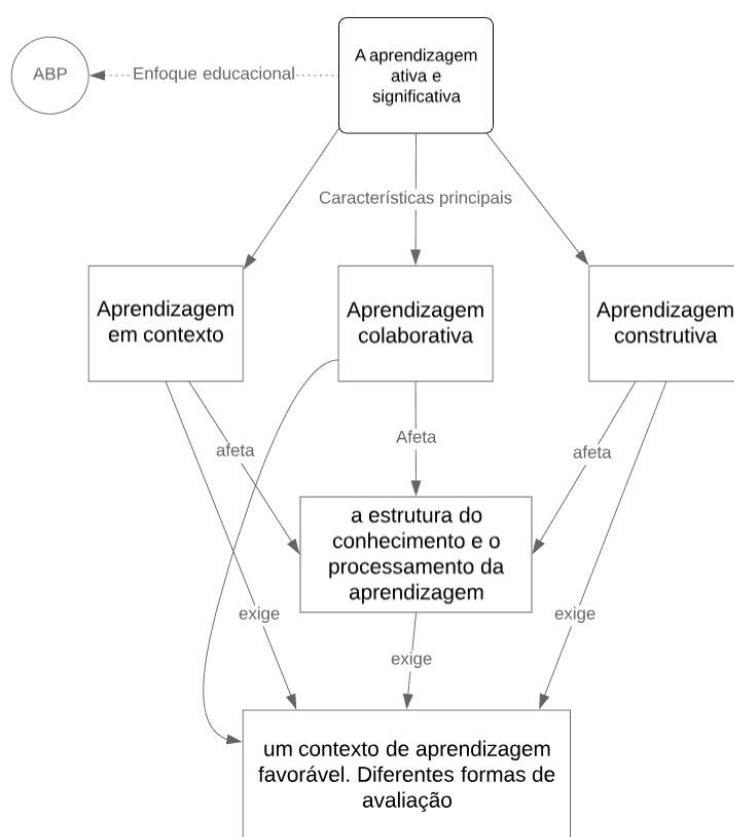 A aprendizagem
ativa e
significativa
ABP
Enfoque educacional
Características principais
Aprendizagem
em contexto
Aprendizagem
colaborativa
Aprendizagem
construtiva
afeta
Afeta
afeta
a estrutura do
conhecimento e o
processamento da
aprendizagem
exige
exige
exige
um contexto de aprendizagem
favorável. Diferentes formas de
avaliação